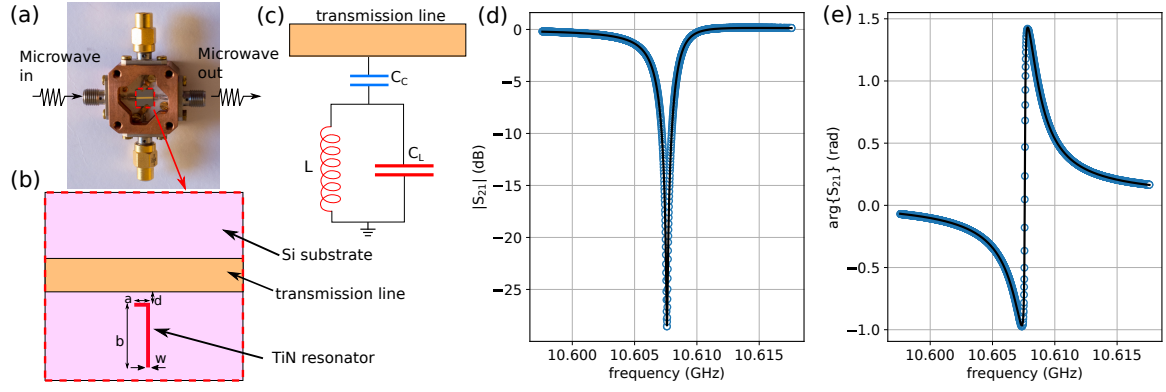 (a)
Microwave
in
Microwave
out
(b)
Si substrate
transmission line
a
d
b
w
TiN resonator
(c)
transmission line
C_C
L
C_L
(d)
|S_21| (dB)
0
−5
−10
−15
−20
−25
10.600 10.605 10.610 10.615
frequency (GHz)
(e)
arg{S_21} (rad)
1.5
1.0
0.5
0.0
−0.5
−1.0
10.600 10.605 10.610 10.615
frequency (GHz)